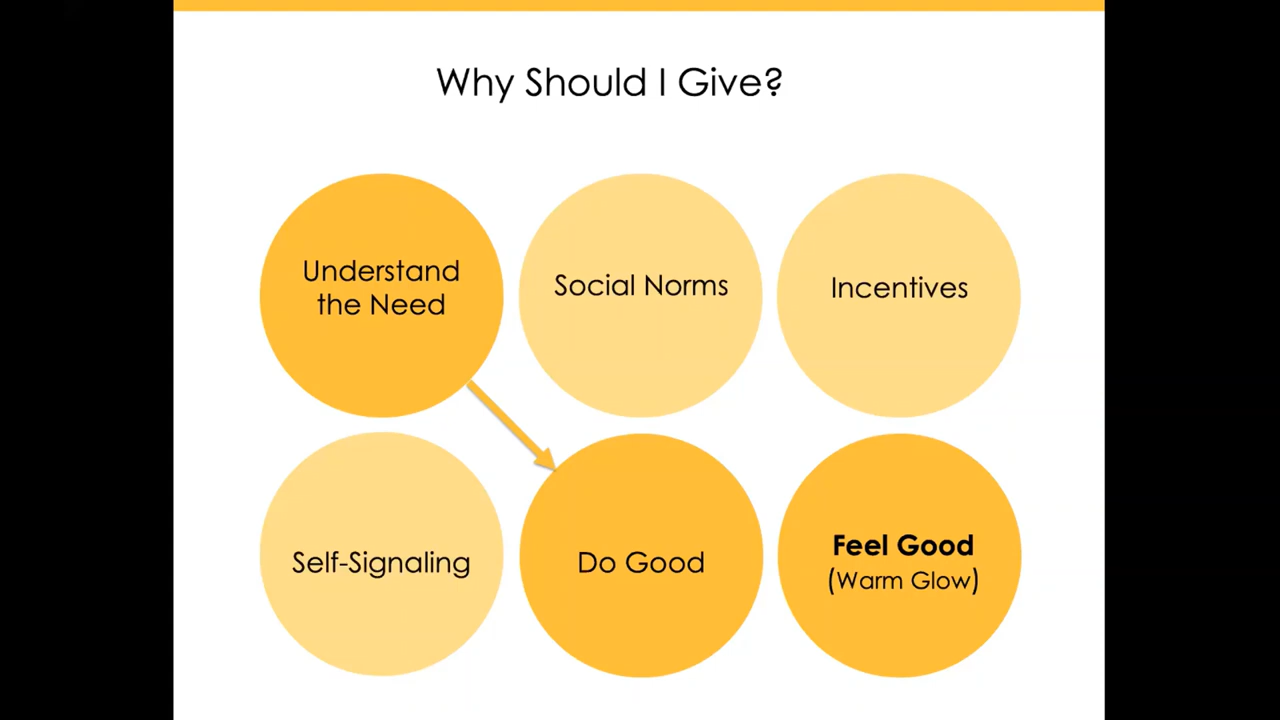 Why Should I Give?
Understand
the Need
Social Norms
Incentives
Self-Signaling
Do Good
Feel Good
(Warm Glow)